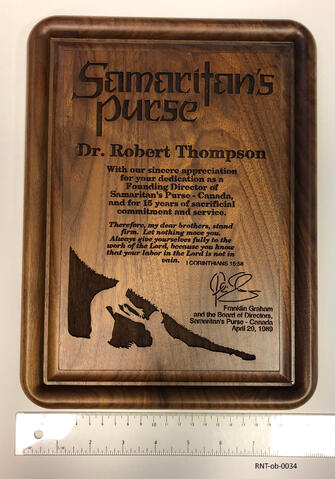 Samaritan's
purse
Dr. Robert Thompson
With our sincere appreciation
for your dedication as a
Founding Director of
Samaritan's Purse - Canada,
and for 15 years of sacrificial
commitment and service.
Therefore, my dear brothers, stand
firm. Let nothing move you.
Always give yourselves fully to the
work of the Lord, because you know
that your labor in the Lord is not in
vain. I CORINTHIANS 15:58
Franklin Graham
and the Board of Directors,
Samaritan's Purse - Canada
April 29, 1989
RNT-ob-0034